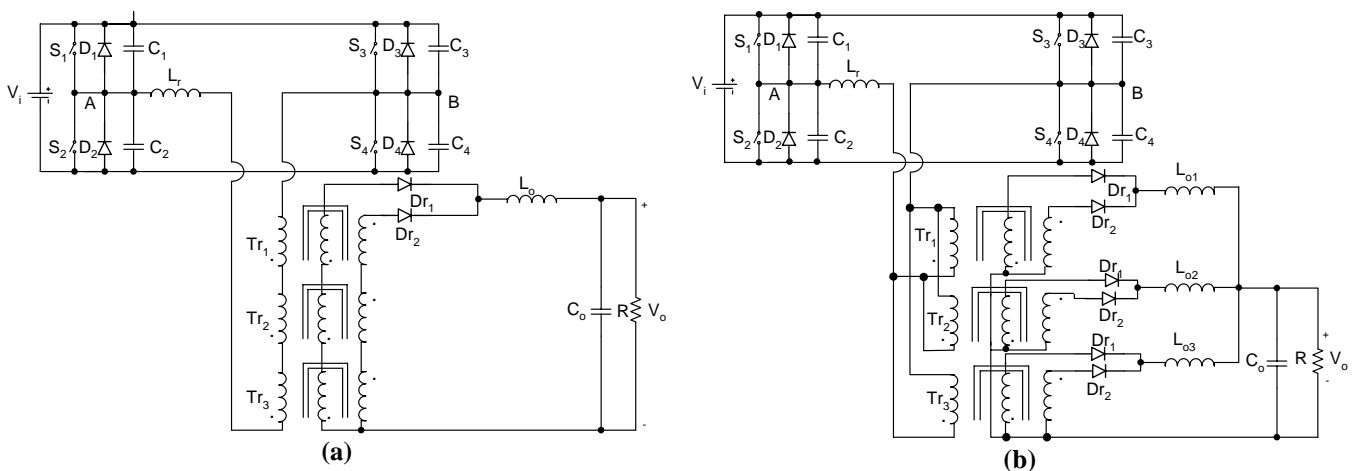 S1 D1 C1 S3 D3 C3
Lr
Vi + -
A B
S2 D2 C2 S4 D4 C4
Lo
Dr1
Dr2
+
Tr1
Tr2
Co R Vo
Tr3
-
(a)
S1 D1 C1 S3 D3 C3
Lr
Vi + -
A B
S2 D2 C2 S4 D4 C4
Lo1
Dr1
Dr2
Tr1
Dr1
Lo2
Dr2
Tr2
+
Dr1
Lo3
Co R Vo
Dr2
Tr3
-
(b)